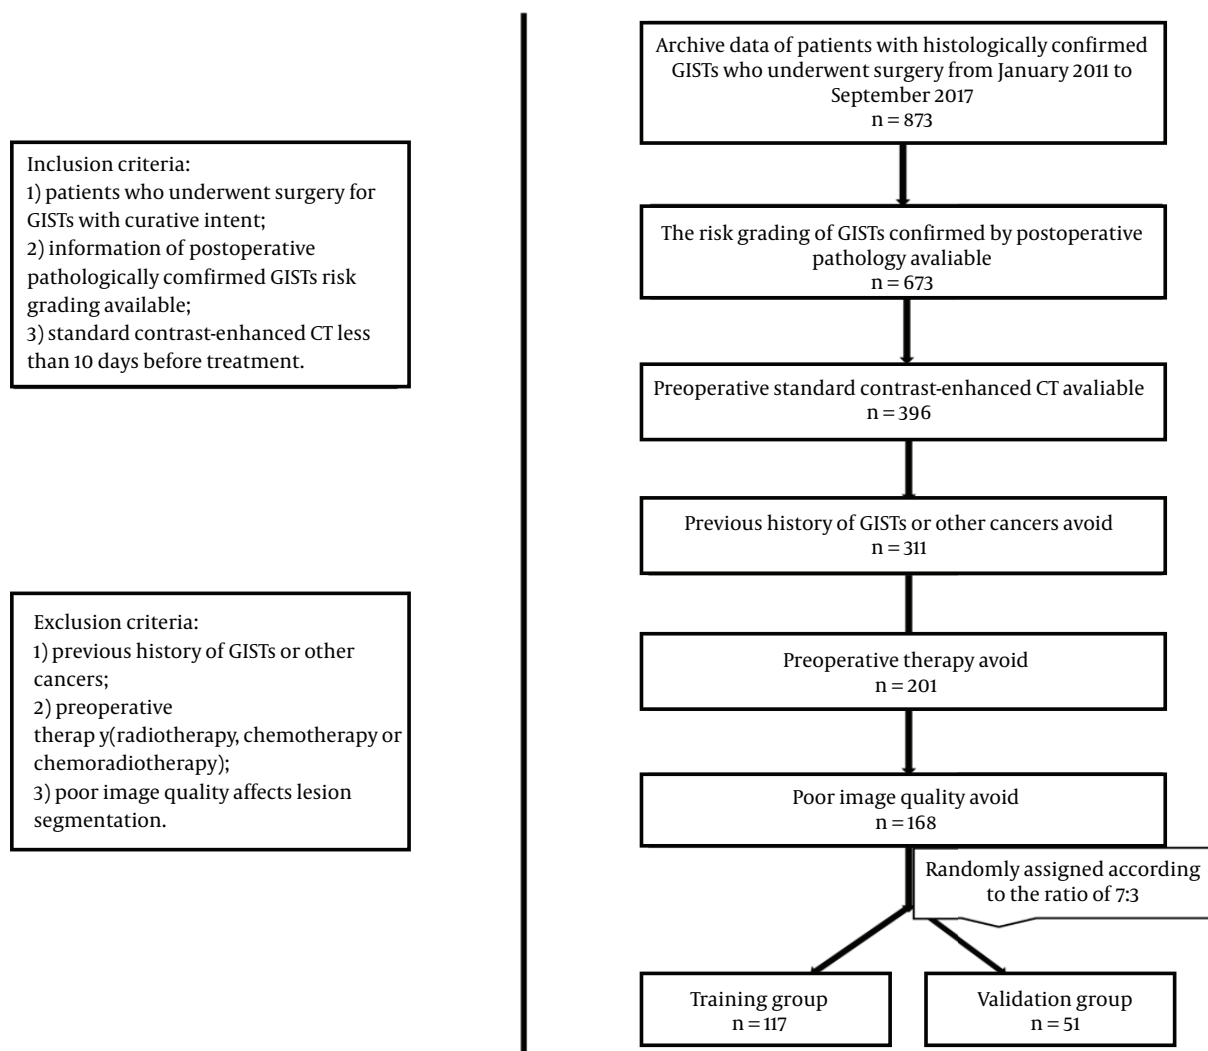 Inclusion criteria:
1) patients who underwent surgery for
GISTs with curative intent;
2) information of postoperative
pathologically comfirmed GISTs risk
grading available;
3) standard contrast-enhanced CT less
than 10 days before treatment.
Exclusion criteria:
1) previous history of GISTs or other
cancers;
2) preoperative
therap y(radiotherapy, chemotherapy or
chemoradiotherapy);
3) poor image quality affects lesion
segmentation.
Archive data of patients with histologically confirmed
GISTs who underwent surgery from January 2011 to
September 2017
n = 873
The risk grading of GISTs confirmed by postoperative
pathology avaliable
n = 673
Preoperative standard contrast-enhanced CT avaliable
n = 396
Previous history of GISTs or other cancers avoid
n = 311
Preoperative therapy avoid
n = 201
Poor image quality avoid
n = 168
Randomly assigned according
to the ratio of 7:3
Training group
n = 117
Validation group
n = 51